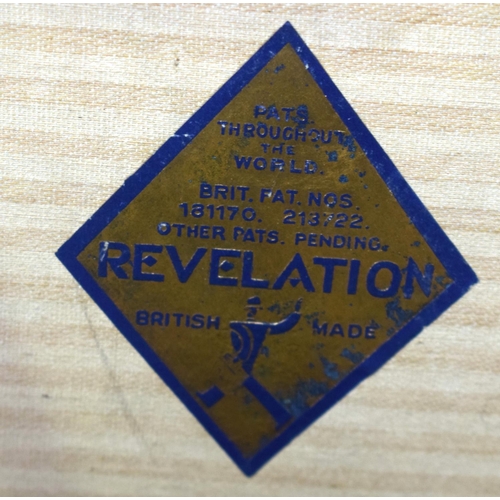 PATS.
THROUGHOUT
THE
WORLD.
BRIT. PAT. NOS.
181170. 213722.
OTHER PATS. PENDING.
REVELATION
BRITISH MADE